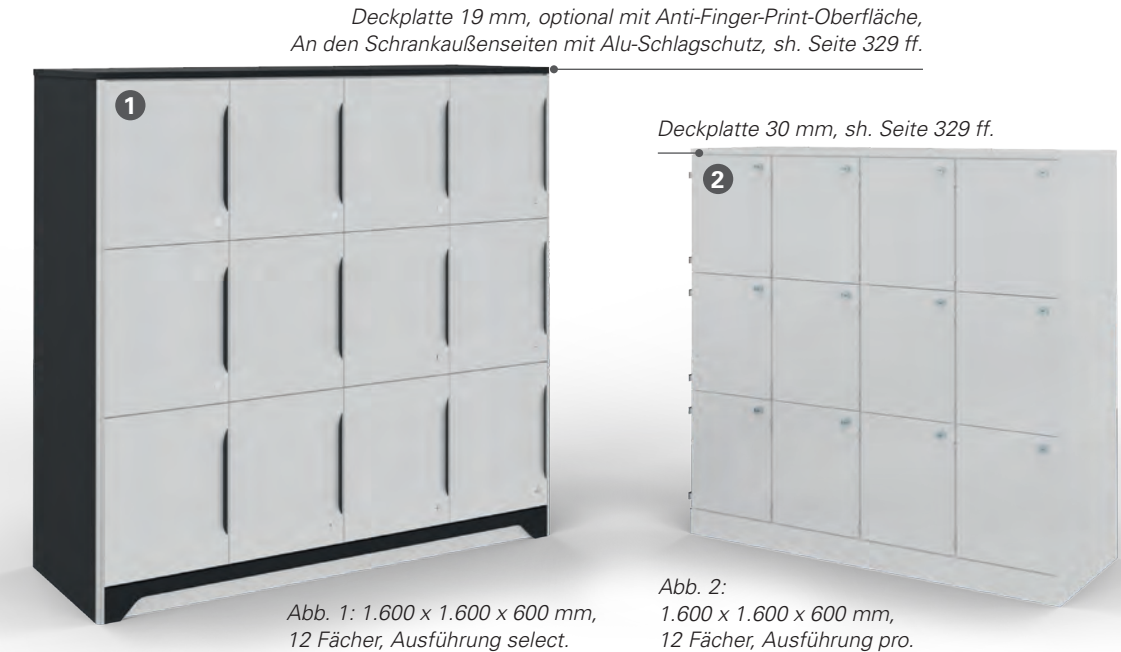 Deckplatte 19 mm, optional mit Anti-Finger-Print-Oberfläche,
An den Schrankaußenseiten mit Alu-Schlagschutz, sh. Seite 329 ff.
1
Deckplatte 30 mm, sh. Seite 329 ff.
2
Abb. 1: 1.600 x 1.600 x 600 mm,
12 Fächer, Ausführung select.
Abb. 2:
1.600 x 1.600 x 600 mm,
12 Fächer, Ausführung pro.